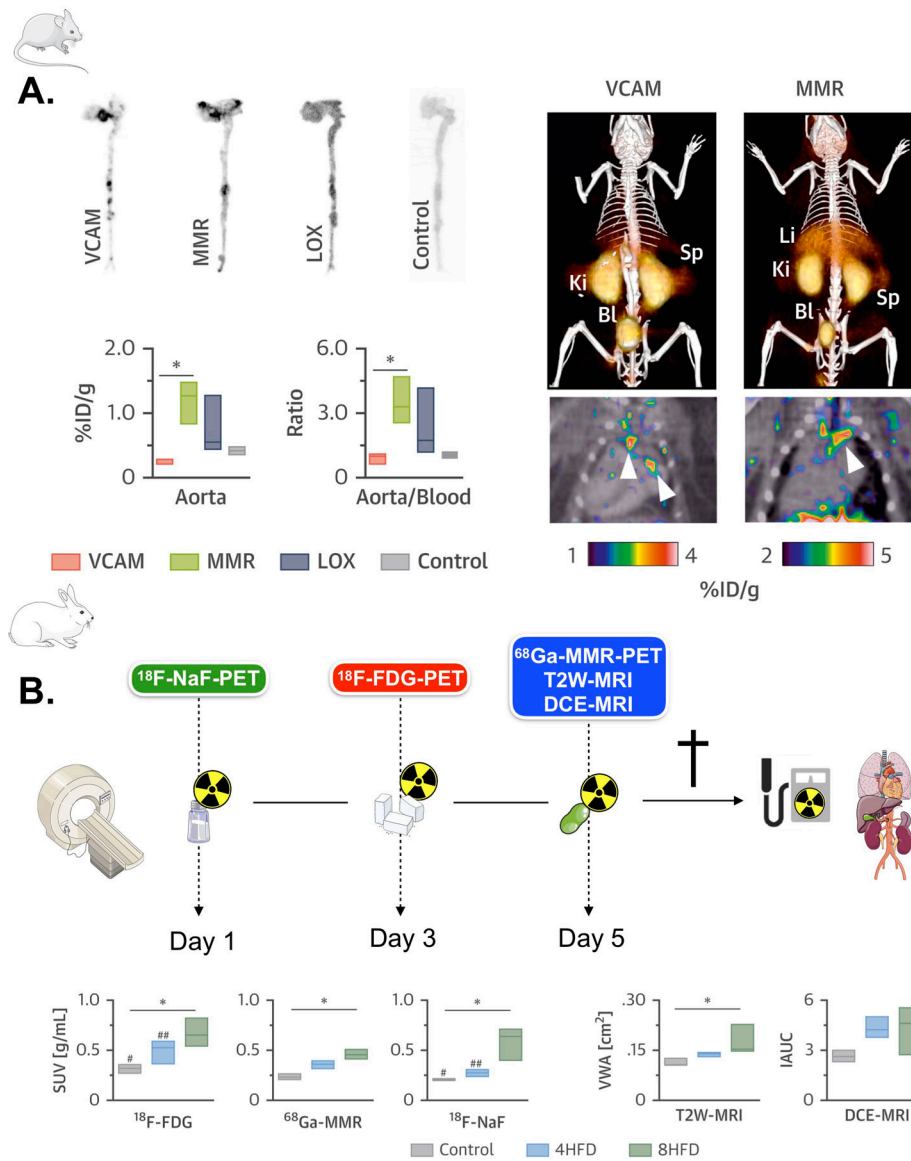 A.
VCAM
MMR
LOX
Control
VCAM
MMR
Sp
Ki
Bl
Li
Ki
Sp
Bl
2.0
1.0
0
%ID/g
*
Aorta
6.0
3.0
0
Ratio
*
Aorta/Blood
VCAM MMR LOX Control
1 4 2 5
%ID/g
B.
¹⁸F-NaF-PET
¹⁸F-FDG-PET
⁶⁸Ga-MMR-PET
T2W-MRI
DCE-MRI
Day 1
Day 3
Day 5
SUV [g/mL]
1.0
0.5
0
#
##
*
¹⁸F-FDG
1.0
0.5
0
*
⁶⁸Ga-MMR
1.0
0.5
0
#
##
*
¹⁸F-NaF
VWA [cm²]
.30
.15
0
*
T2W-MRI
IAUC
6
3
0
DCE-MRI
Control 4HFD 8HFD